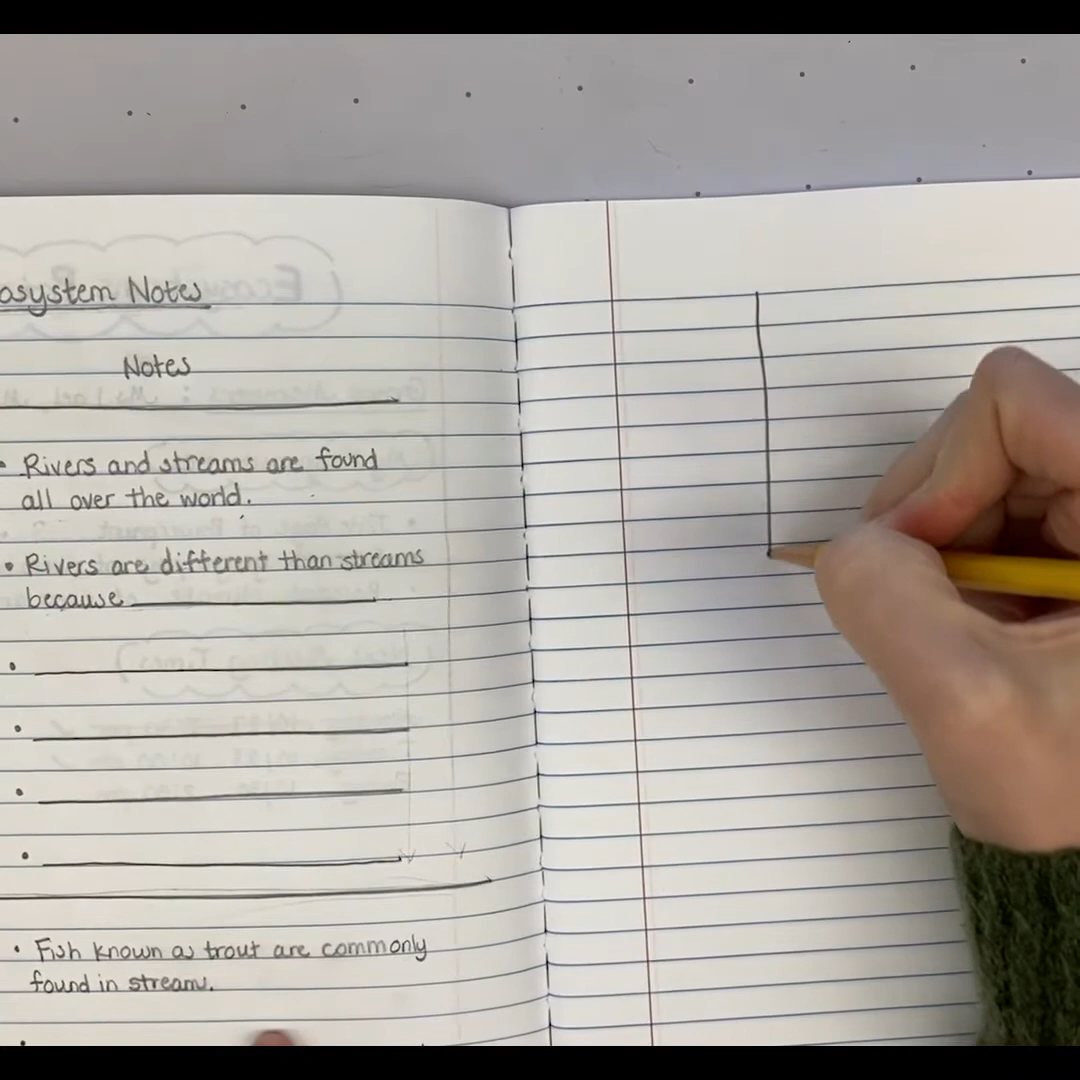 osystem Notes
Notes
• Rivers and streams are found
all over the world.
• Rivers are different than streams
because
• Fish known as trout are commonly
found in streams.